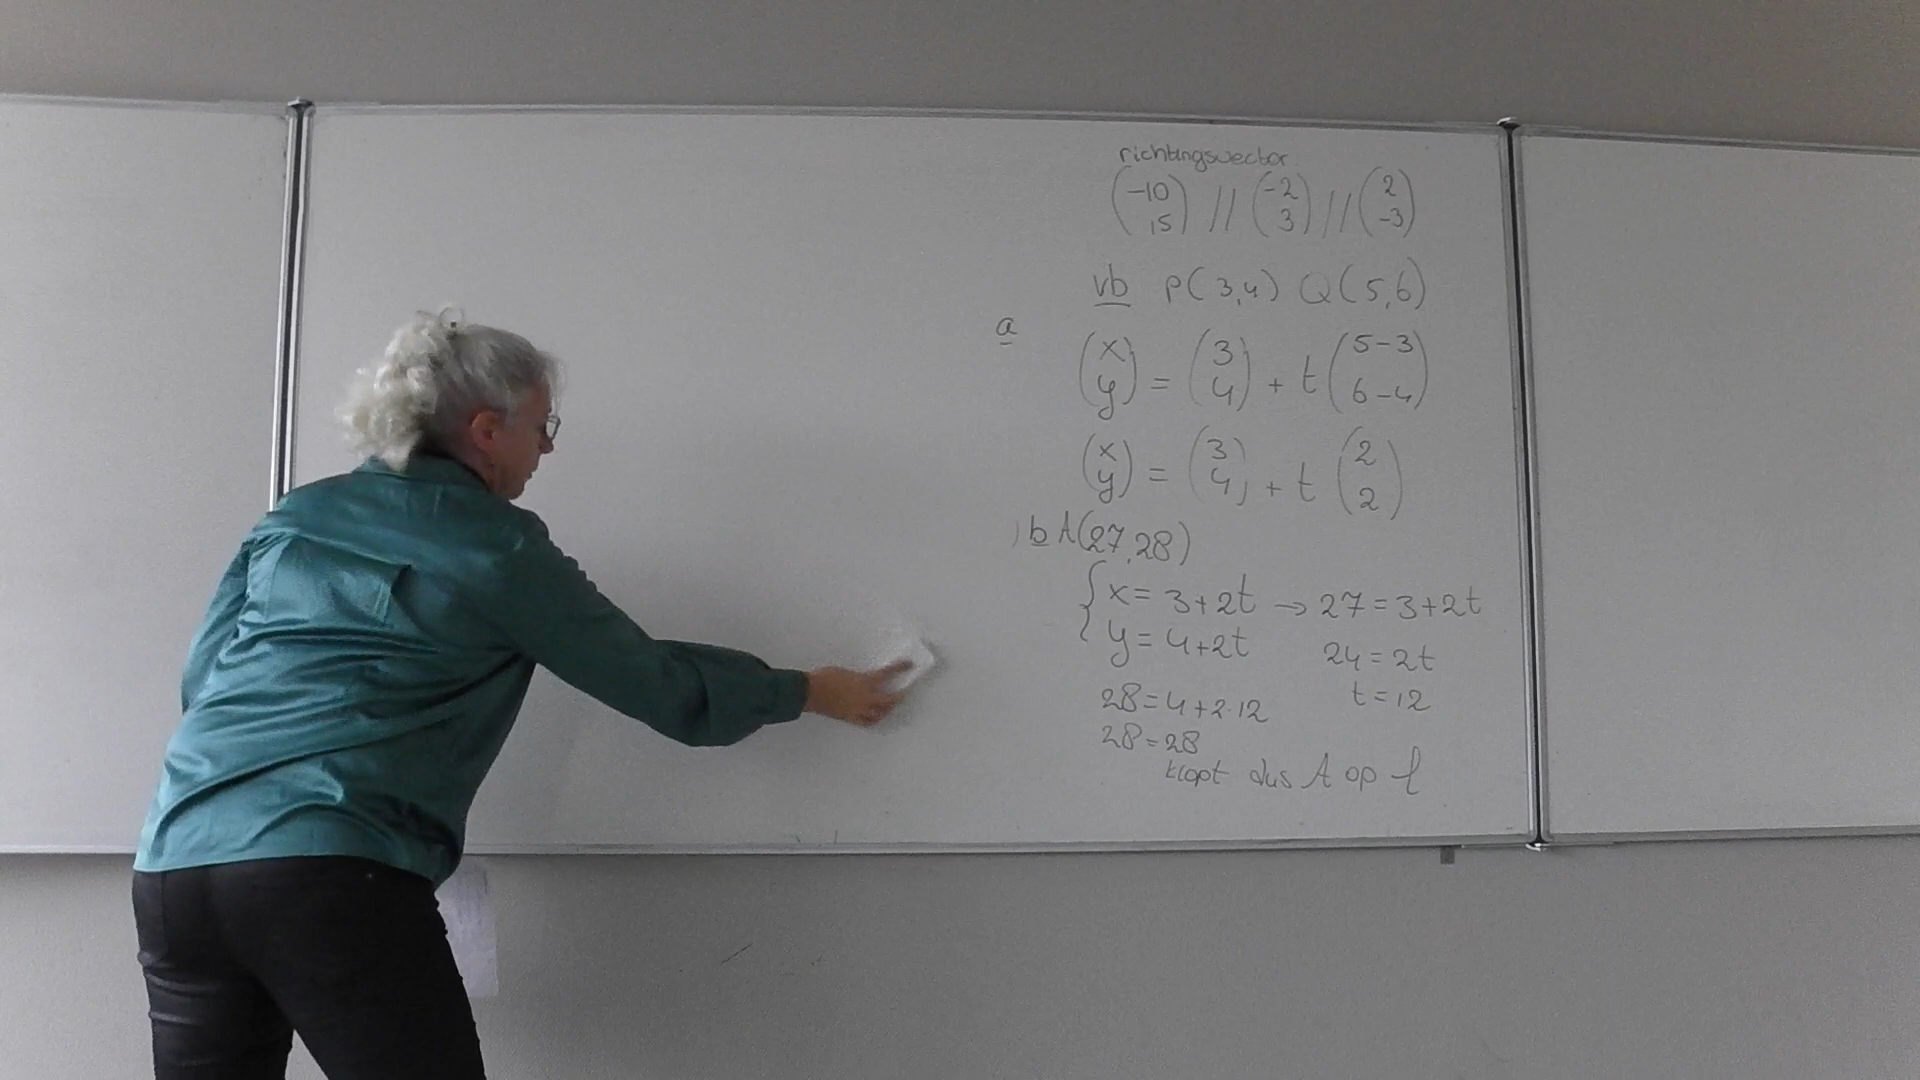 richtingsvector
(-10 15) // (-2 3) // (2 -3)
vb P(3,4) Q(5,6)
a (x y) = (3 4) + t (5-3 6-4)
(x y) = (3 4) + t (2 2)
b A(27,28)
{ x = 3+2t → 27 = 3+2t
y = 4+2t 24 = 2t
28 = 4+2·12 t = 12
28 = 28
klopt dus A op l